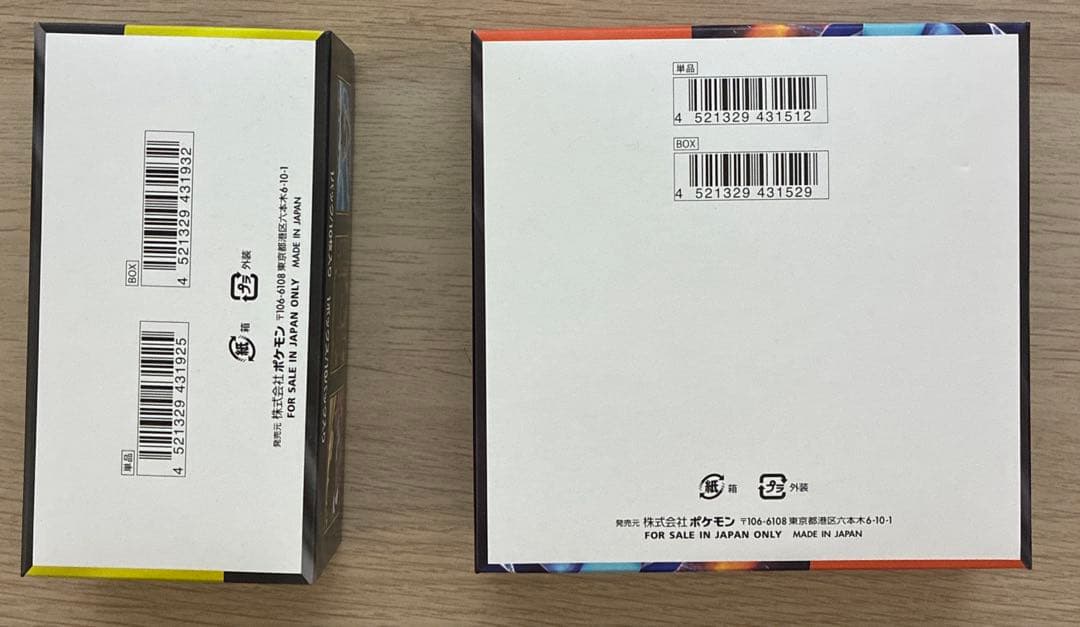 単品
4 521329 431925
BOX
4 521329 431932
紙 箱
プラ 外装
発売元 株式会社ポケモン 〒106-6108 東京都港区六本木6-10-1
FOR SALE IN JAPAN ONLY MADE IN JAPAN
単品
4 521329 431512
BOX
4 521329 431529
紙 箱 プラ 外装
発売元 株式会社ポケモン 〒106-6108 東京都港区六本木6-10-1
FOR SALE IN JAPAN ONLY MADE IN JAPAN